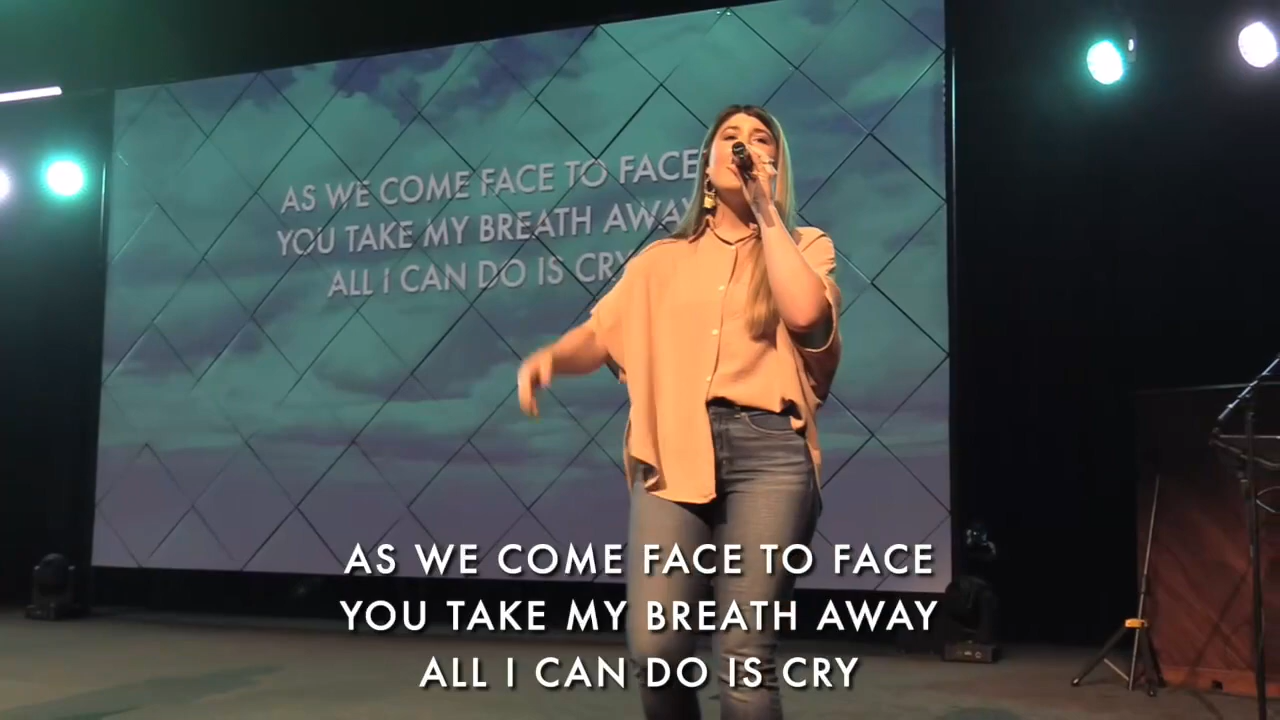 AS WE COME FACE TO FACE
YOU TAKE MY BREATH AWAY
ALL I CAN DO IS CRY
AS WE COME FACE TO FACE
YOU TAKE MY BREATH AWAY
ALL I CAN DO IS CRY